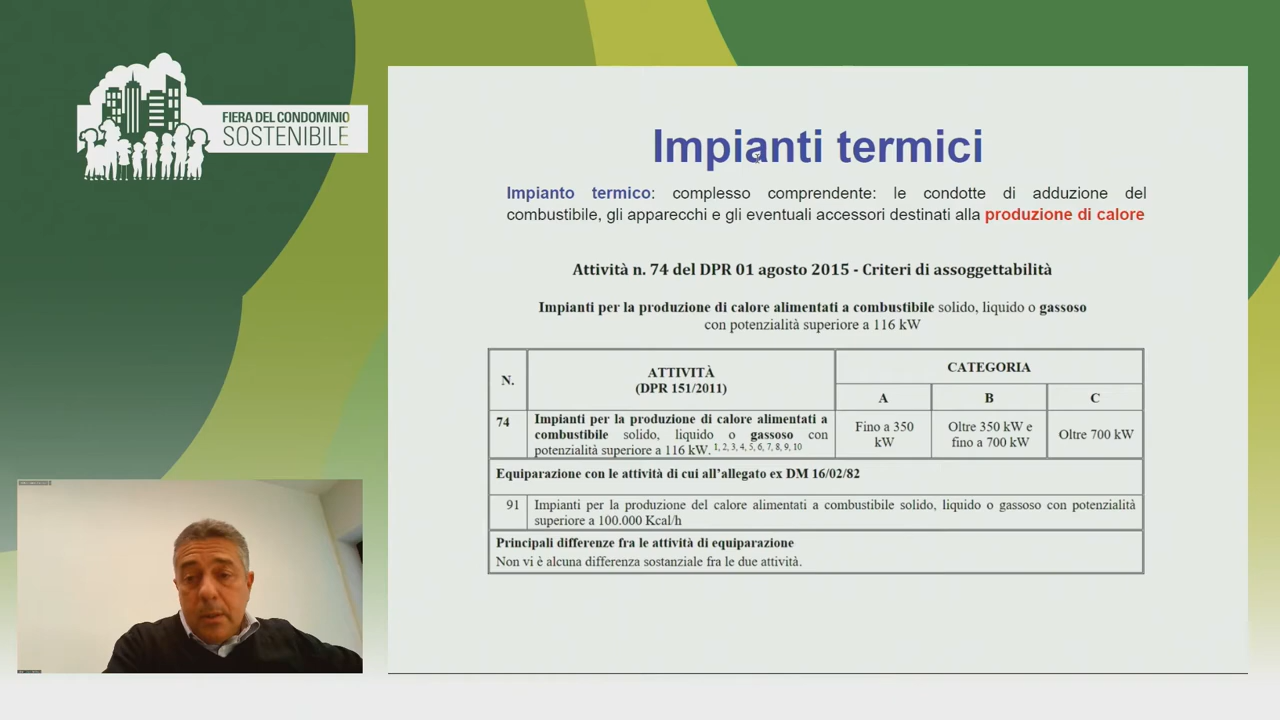 FIERA DEL CONDOMINIO
SOSTENIBILE
Impianti termici
Impianto termico: complesso comprendente: le condotte di adduzione del
combustibile, gli apparecchi e gli eventuali accessori destinati alla produzione di calore
Attività n. 74 del DPR 01 agosto 2015 - Criteri di assoggettabilità
Impianti per la produzione di calore alimentati a combustibile solido, liquido o gassoso
con potenzialità superiore a 116 kW
N.
ATTIVITÀ
(DPR 151/2011)
CATEGORIA
A
B
C
74
Impianti per la produzione di calore alimentati a
combustibile solido, liquido o gassoso con
potenzialità superiore a 116 kW. 1, 2, 3, 4, 5, 6, 7, 8, 9, 10
Fino a 350
kW
Oltre 350 kW e
fino a 700 kW
Oltre 700 kW
Equiparazione con le attività di cui all'allegato ex DM 16/02/82
91
Impianti per la produzione del calore alimentati a combustibile solido, liquido o gassoso con potenzialità
superiore a 100.000 Kcal/h
Principali differenze fra le attività di equiparazione
Non vi è alcuna differenza sostanziale fra le due attività.